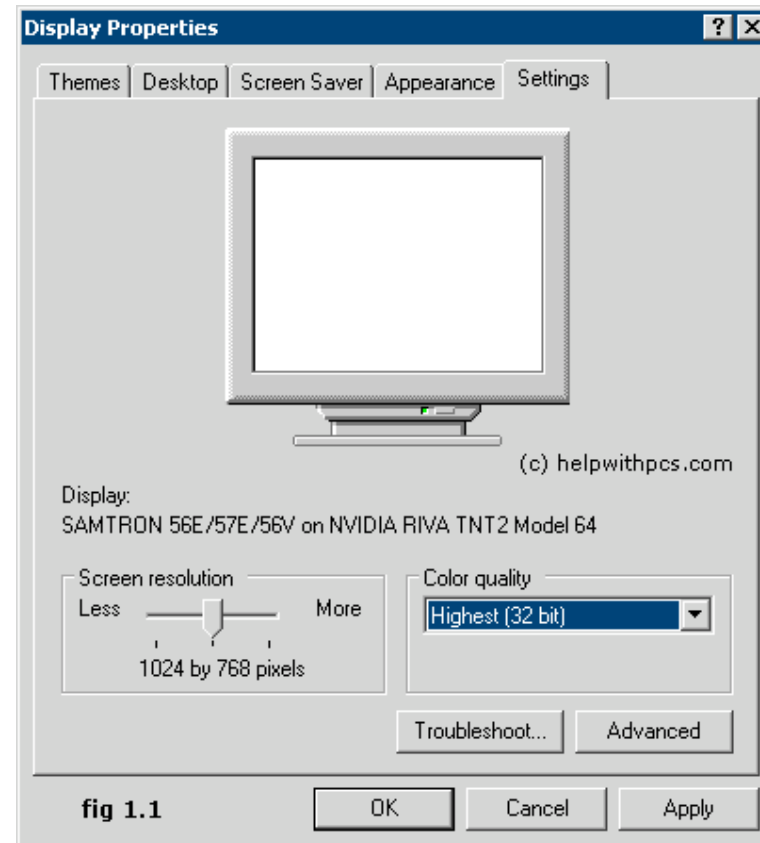 Display Properties
Themes Desktop Screen Saver Appearance Settings
(c) helpwithpcs.com
Display:
SAMTRON 56E/57E/56V on NVIDIA RIVA TNT2 Model 64
Screen resolution
Less More
1024 by 768 pixels
Color quality
Highest (32 bit)
Troubleshoot... Advanced
fig 1.1 OK Cancel Apply